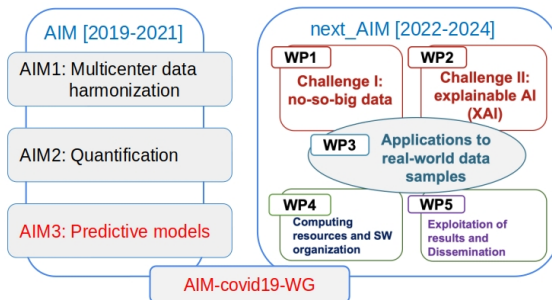 AIM [2019-2021]
AIM1: Multicenter data
harmonization
AIM2: Quantification
AIM3: Predictive models
next_AIM [2022-2024]
WP1
Challenge I:
no-so-big data
WP2
Challenge II:
explainable AI
(XAI)
WP3
Applications to
real-world data
samples
WP4
Computing
resources and SW
organization
WP5
Exploitation of
results and
Dissemination
AIM-covid19-WG